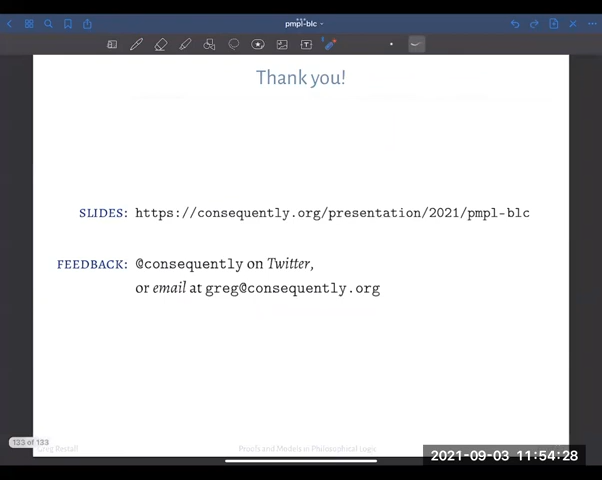 pmpl-blc
Thank you!
SLIDES: https://consequently.org/presentation/2021/pmpl-blc
FEEDBACK: @consequently on Twitter,
or email at greg@consequently.org
133 of 133
Greg Restall
Proofs and Models in Philosophical Logic
2021-09-03 11:54:28